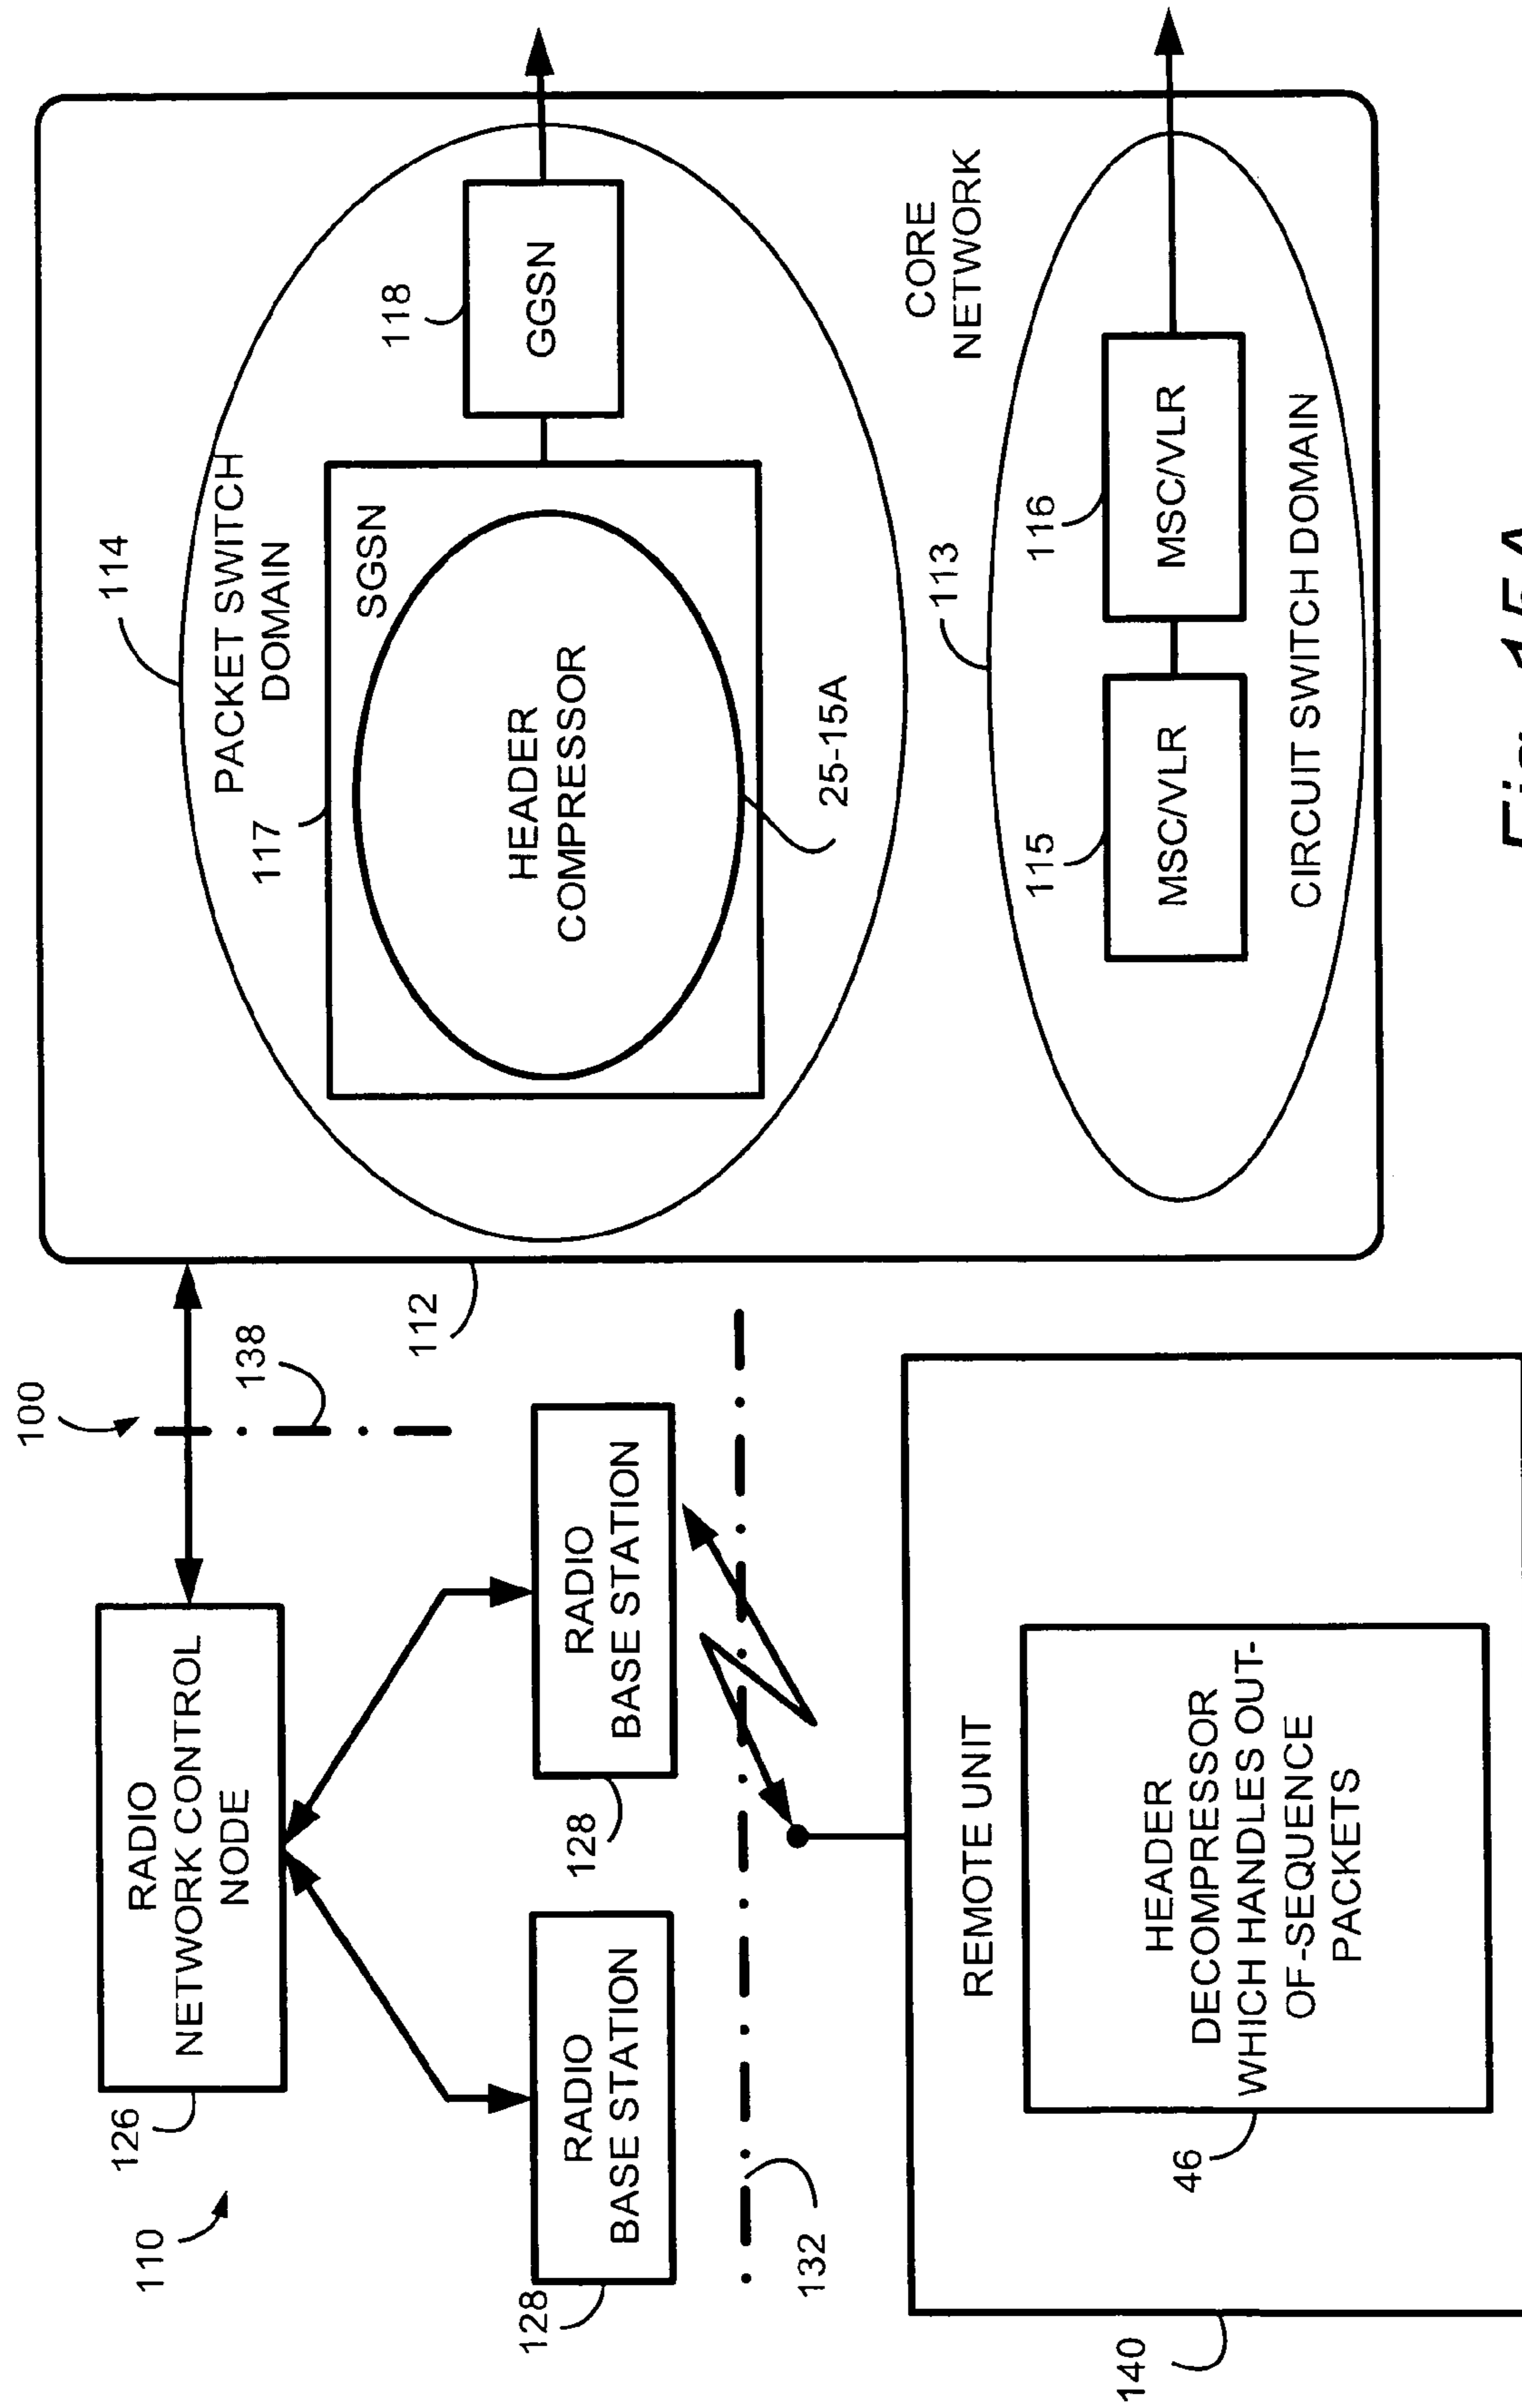 100
110
126
RADIO
NETWORK CONTROL
NODE
138
128
RADIO
BASE STATION
128
RADIO
BASE STATION
132
140
REMOTE UNIT
46
HEADER
DECOMPRESSOR
WHICH HANDLES OUT-
OF-SEQUENCE
PACKETS
112
114
PACKET SWITCH
DOMAIN
117
SGSN
HEADER
COMPRESSOR
25-15A
118
GGSN
CORE
NETWORK
113
115
MSC/VLR
116
MSC/VLR
CIRCUIT SWITCH DOMAIN
Fig. 15A